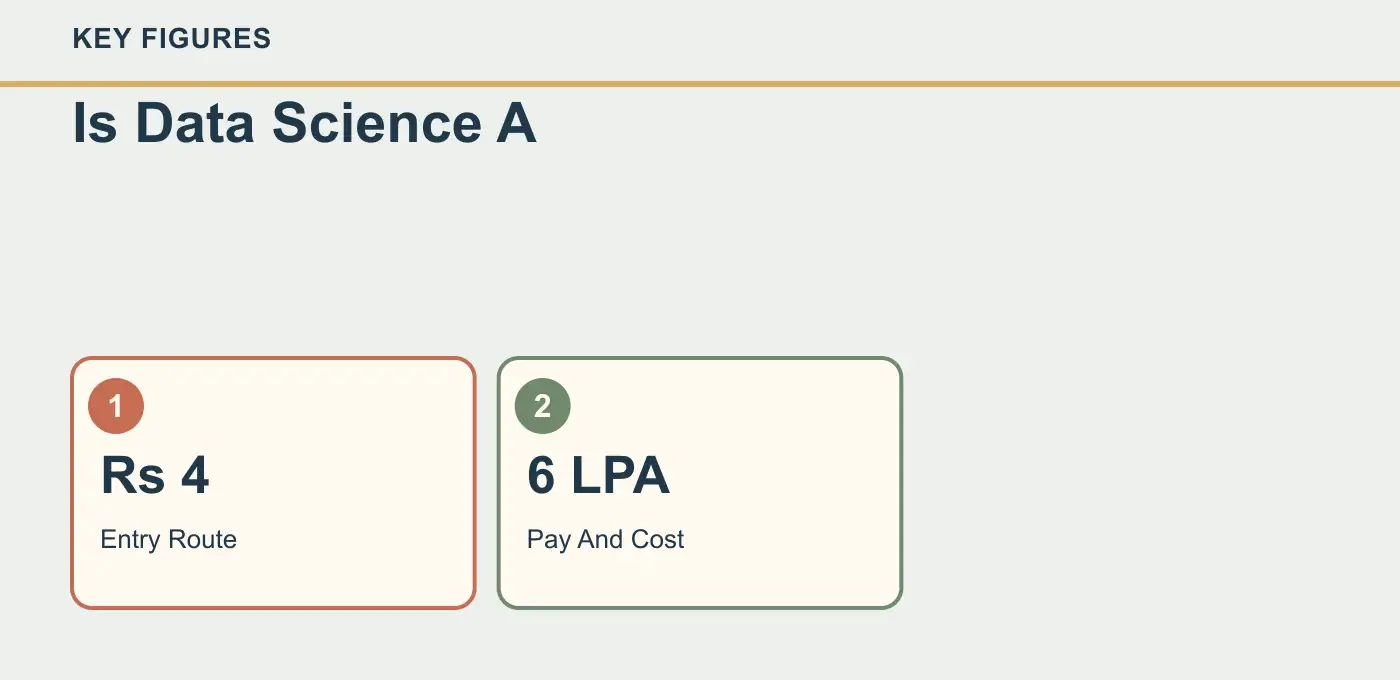 KEY FIGURES
Is Data Science A
1
Rs 4
Entry Route
2
6 LPA
Pay And Cost